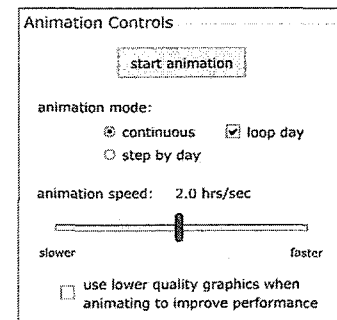 Animation Controls
start animation
animation mode:
continuous
loop day
step by day
animation speed: 2.0 hrs/sec
slower faster
use lower quality graphics when
animating to improve performance